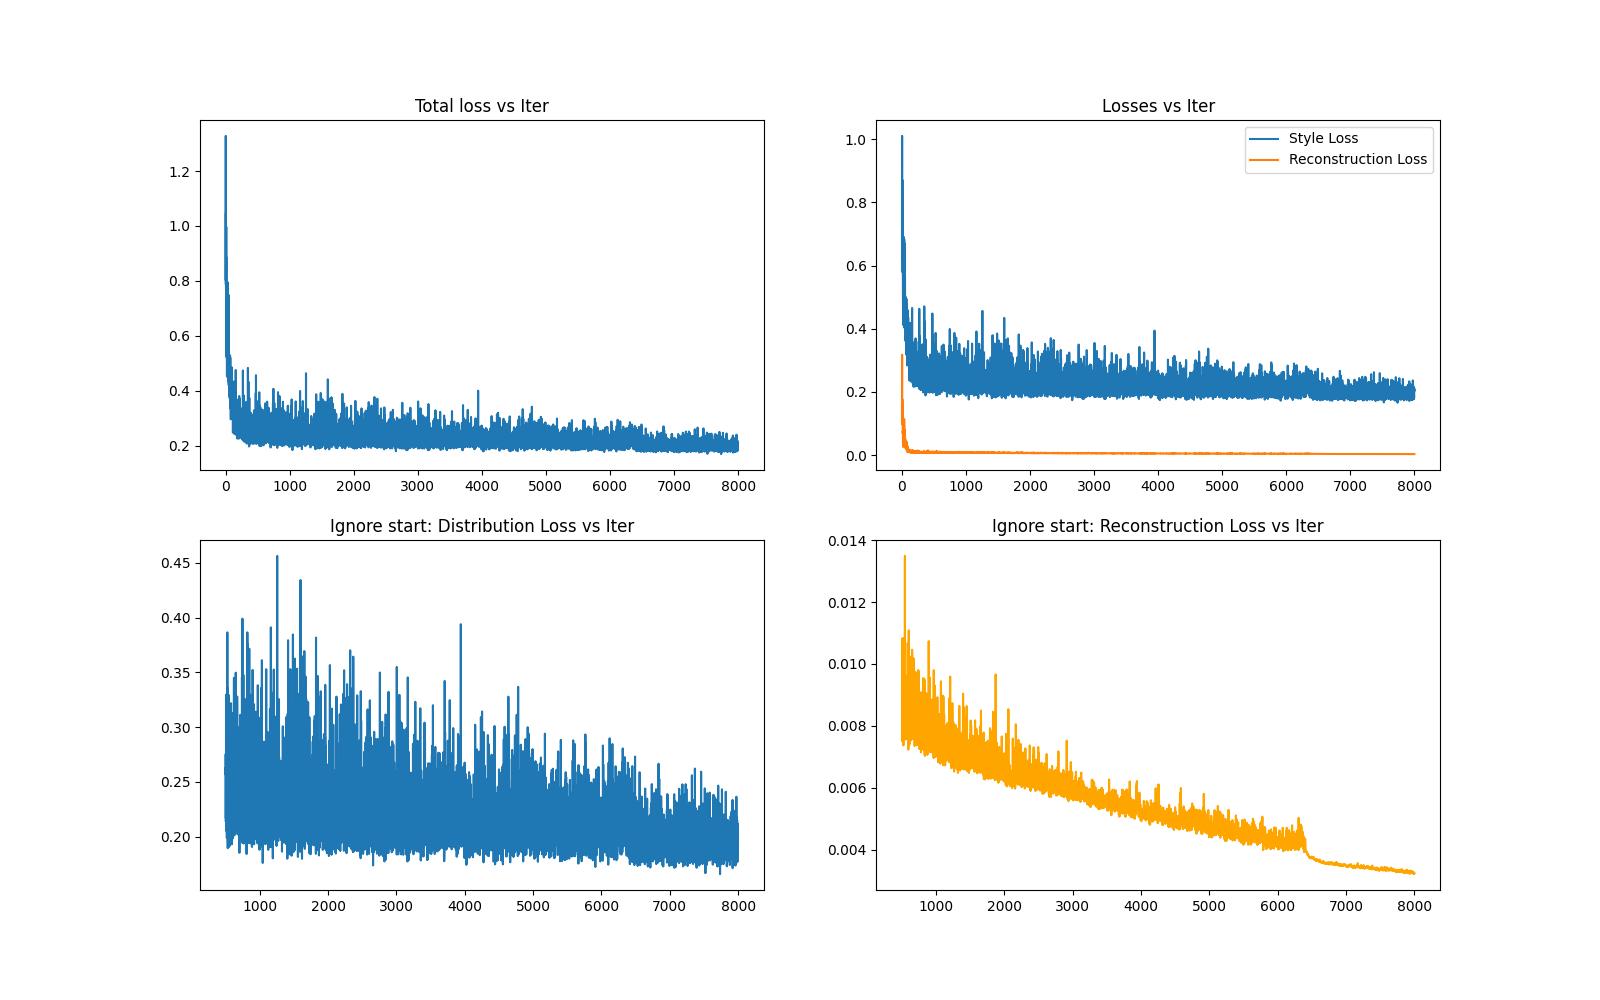 Total loss vs Iter
1.2
1.0
0.8
0.6
0.4
0.2
0 1000 2000 3000 4000 5000 6000 7000 8000
Losses vs Iter
Style Loss
Reconstruction Loss
1.0
0.8
0.6
0.4
0.2
0.0
0 1000 2000 3000 4000 5000 6000 7000 8000
Ignore start: Distribution Loss vs Iter
0.45
0.40
0.35
0.30
0.25
0.20
1000 2000 3000 4000 5000 6000 7000 8000
Ignore start: Reconstruction Loss vs Iter
0.014
0.012
0.010
0.008
0.006
0.004
1000 2000 3000 4000 5000 6000 7000 8000